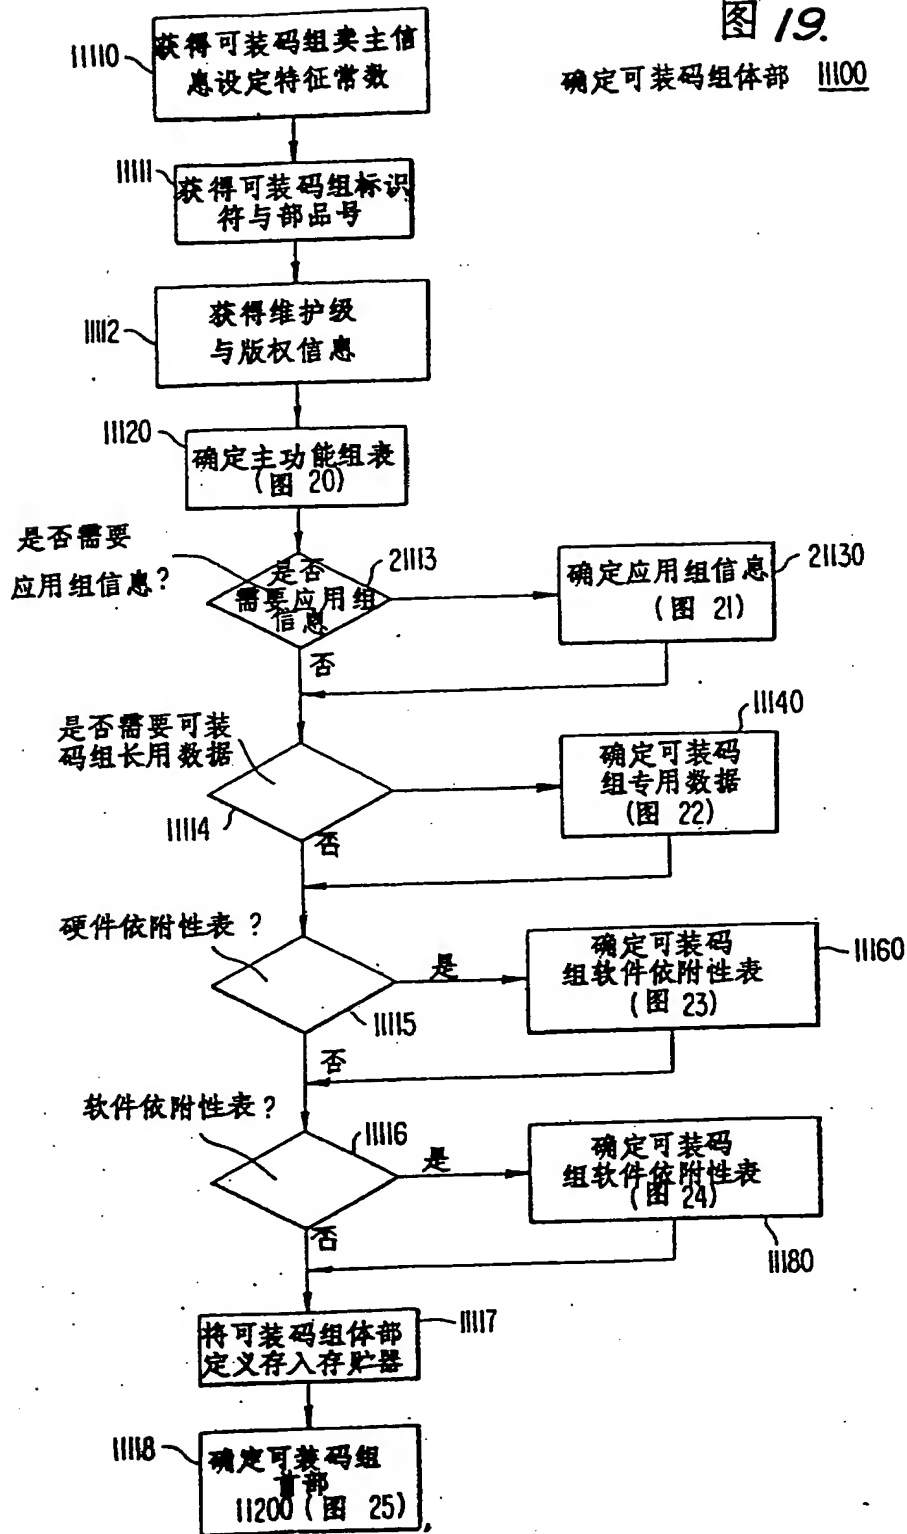 图 19.
确定可装码组体部 11100
11110
获得可装码组卖主信
息设定特征常数
11111
获得可装码组标识
符与部品号
11112
获得维护级
与版权信息
11120
确定主功能组表
(图 20)
是否需要
应用组信息?
是否
需要应用组
信息
21113
确定应用组信息
(图 21)
21130
否
是否需要可装
码组长用数据
11114
11140
确定可装码
组专用数据
(图 22)
否
硬件依附性表?
11115
是
确定可装码
组软件依附性表
(图 23)
11160
否
软件依附性表?
11116
是
确定可装码
组软件依附性表
(图 24)
11180
否
将可装码组体部
定义存入存贮器
11117
11118
确定可装码组
首部
11200 (图 25)